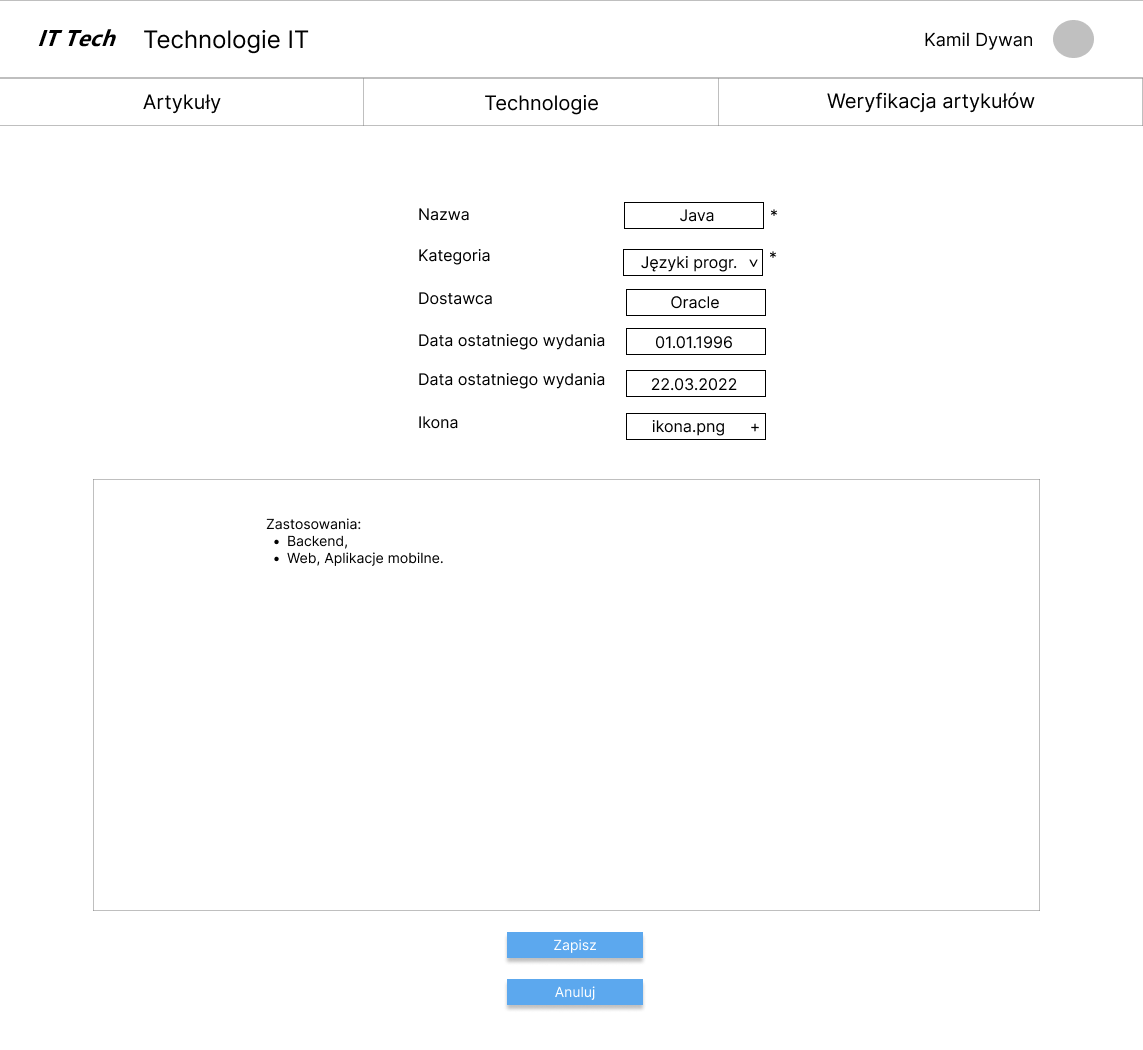 IT Tech Technologie IT Kamil Dywan
Artykuły Technologie Weryfikacja artykułów
Nazwa Java *
Kategoria Języki progr. v *
Dostawca Oracle
Data ostatniego wydania 01.01.1996
Data ostatniego wydania 22.03.2022
Ikona ikona.png +
Zastosowania:
• Backend,
• Web, Aplikacje mobilne.
Zapisz
Anuluj